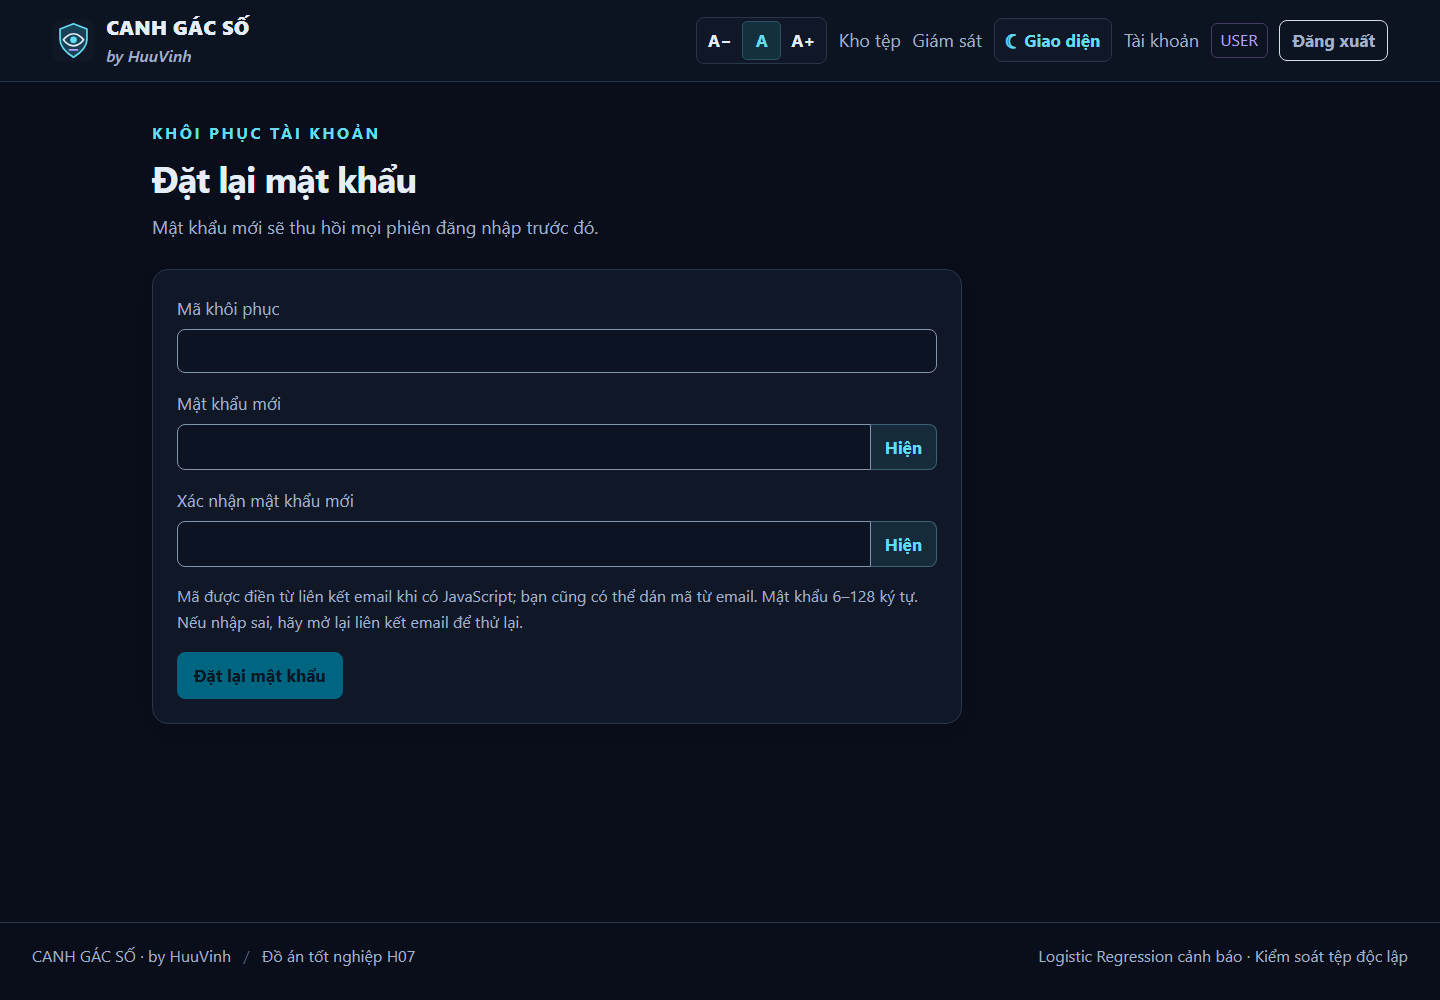 CANH GÁC SỐ
by HuuVinh
A− A A+ Kho tệp Giám sát Giao diện Tài khoản USER Đăng xuất
KHÔI PHỤC TÀI KHOẢN
Đặt lại mật khẩu
Mật khẩu mới sẽ thu hồi mọi phiên đăng nhập trước đó.
Mã khôi phục
Mật khẩu mới
Hiện
Xác nhận mật khẩu mới
Hiện
Mã được điền từ liên kết email khi có JavaScript; bạn cũng có thể dán mã từ email. Mật khẩu 6–128 ký tự.
Nếu nhập sai, hãy mở lại liên kết email để thử lại.
Đặt lại mật khẩu
CANH GÁC SỐ · by HuuVinh / Đồ án tốt nghiệp H07
Logistic Regression cảnh báo · Kiểm soát tệp độc lập